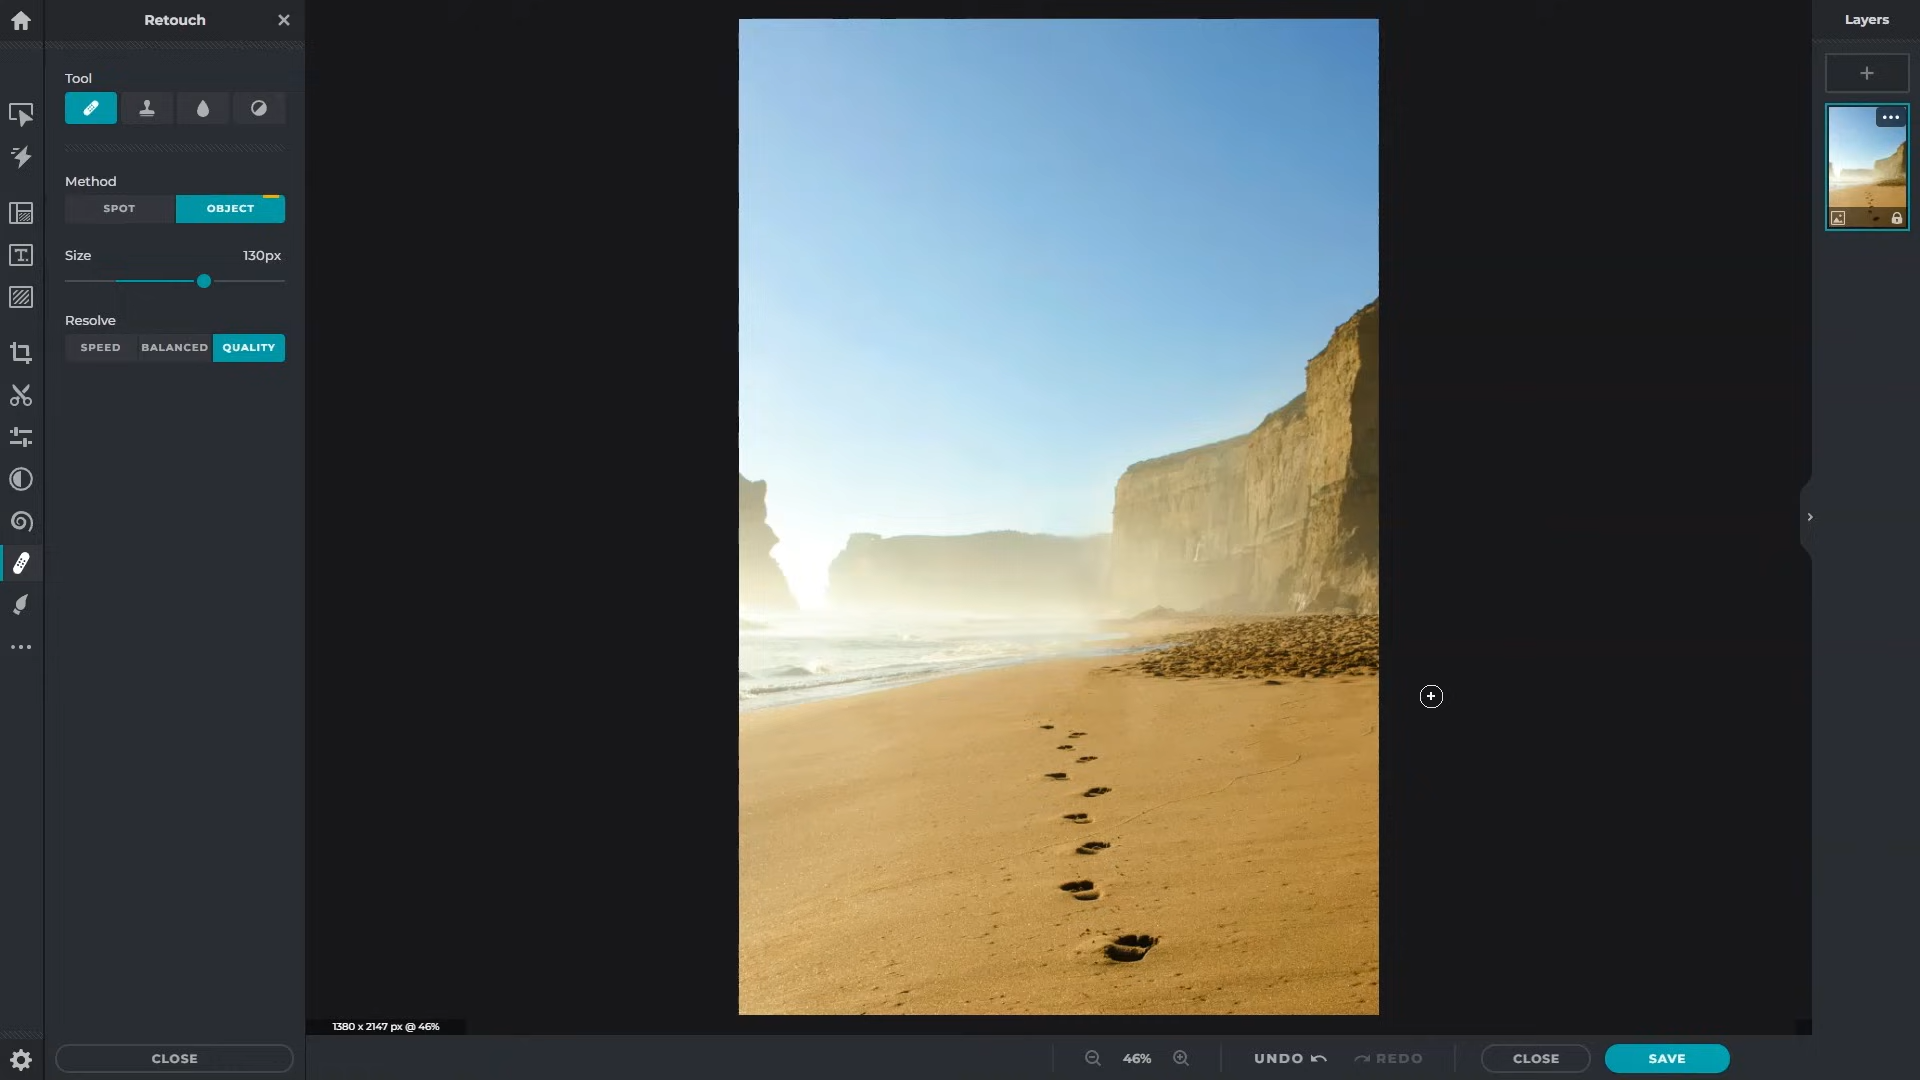 Retouch
Layers
Tool
Method
SPOT OBJECT
Size 130px
Resolve
SPEED BALANCED QUALITY
1380 x 2147 px @ 46%
CLOSE
46%
UNDO
REDO
CLOSE
SAVE